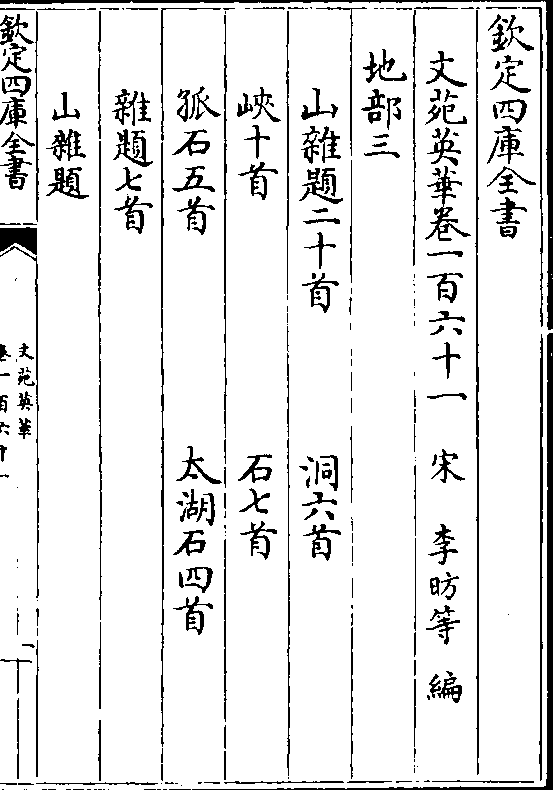 欽定四庫全書
文苑英華卷一百六十一 宋 李昉等 編
地部三
山雜題二十首 洞六首
峽十首 石七首
孤石五首 太湖石四首
雜題七首
山雜題
欽定四庫全書
文苑英華
卷一百六十一
一